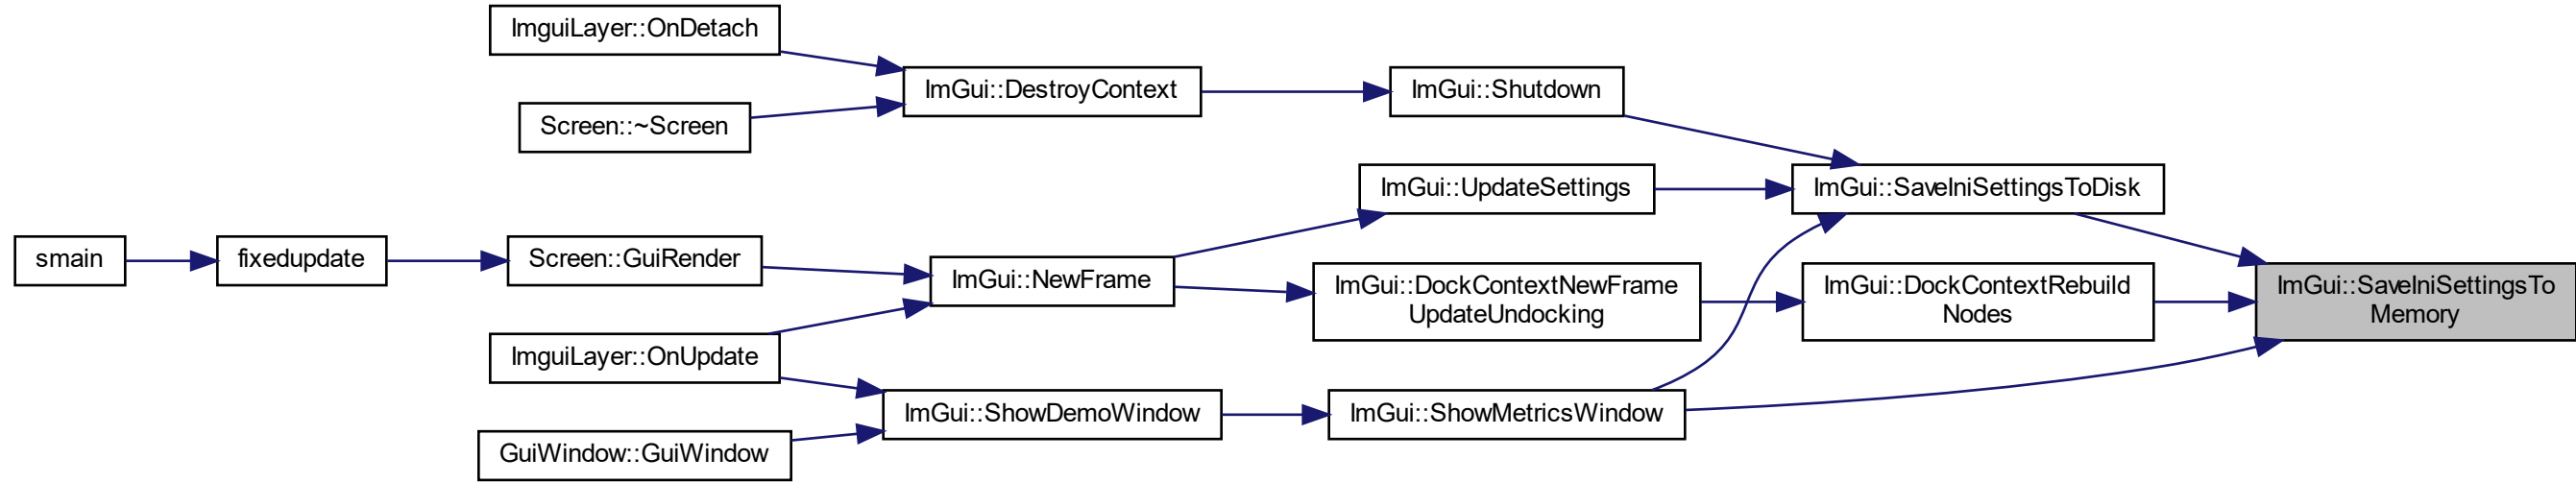 ImguiLayer::OnDetach
ImGui::DestroyContext
ImGui::Shutdown
Screen::~Screen
ImGui::UpdateSettings
ImGui::SaveIniSettingsToDisk
smain
fixedupdate
Screen::GuiRender
ImGui::NewFrame
ImGui::DockContextNewFrame
UpdateUndocking
ImGui::DockContextRebuild
Nodes
ImGui::SaveIniSettingsTo
Memory
ImguiLayer::OnUpdate
ImGui::ShowDemoWindow
ImGui::ShowMetricsWindow
GuiWindow::GuiWindow